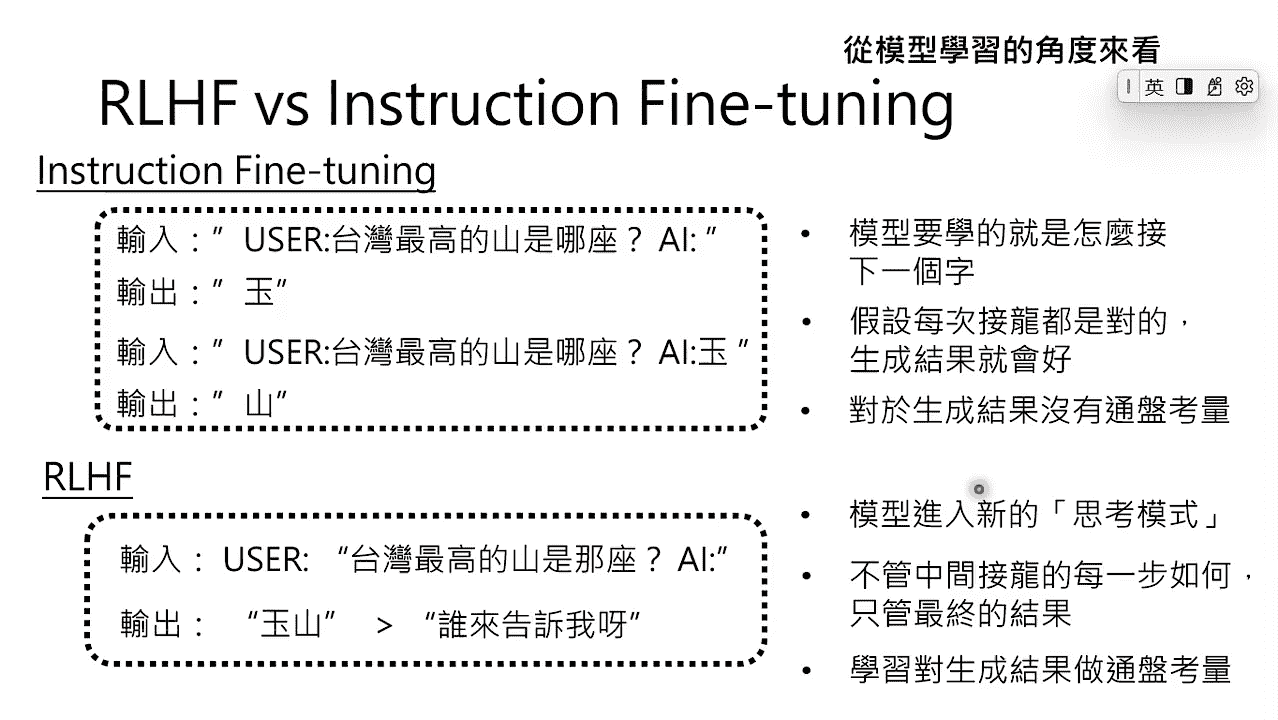 從模型學習的角度來看
英
RLHF vs Instruction Fine-tuning
Instruction Fine-tuning
輸入：” USER:台灣最高的山是哪座？ AI: ”
輸出：” 玉”
輸入：” USER:台灣最高的山是哪座？ AI:玉 ”
輸出：” 山”
• 模型要學的就是怎麼接
下一個字
• 假設每次接龍都是對的，
生成結果就會好
• 對於生成結果沒有通盤考量
RLHF
輸入： USER: “台灣最高的山是那座？ AI:”
輸出： “玉山” > “誰來告訴我呀”
• 模型進入新的「思考模式」
• 不管中間接龍的每一步如何，
只管最終的結果
• 學習對生成結果做通盤考量